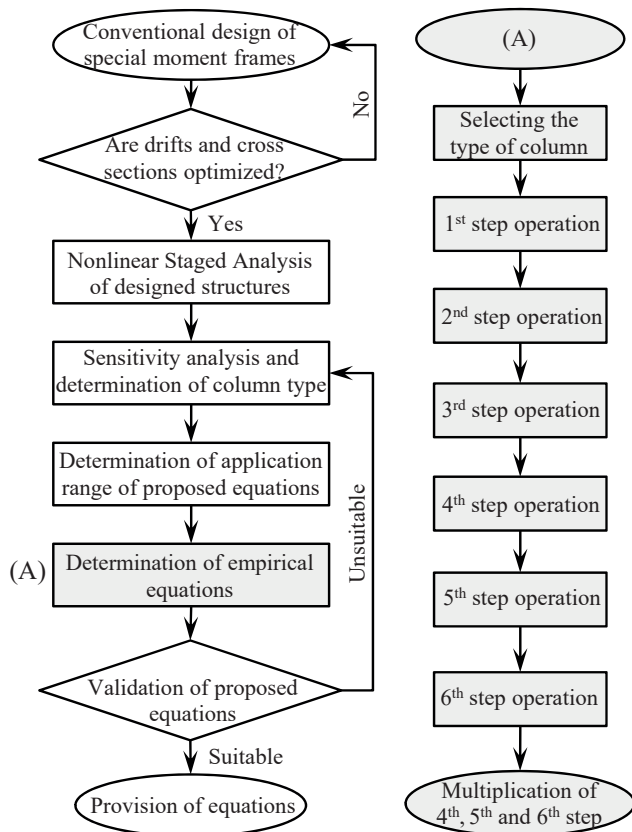 Conventional design of
special moment frames
No
Are drifts and cross
sections optimized?
Yes
Nonlinear Staged Analysis
of designed structures
Sensitivity analysis and
determination of column type
Determination of application
range of proposed equations
Unsuitable
(A)
Determination of empirical
equations
Validation of proposed
equations
Suitable
Provision of equations
(A)
Selecting the
type of column
1st step operation
2nd step operation
3rd step operation
4th step operation
5th step operation
6th step operation
Multiplication of
4th, 5th and 6th step